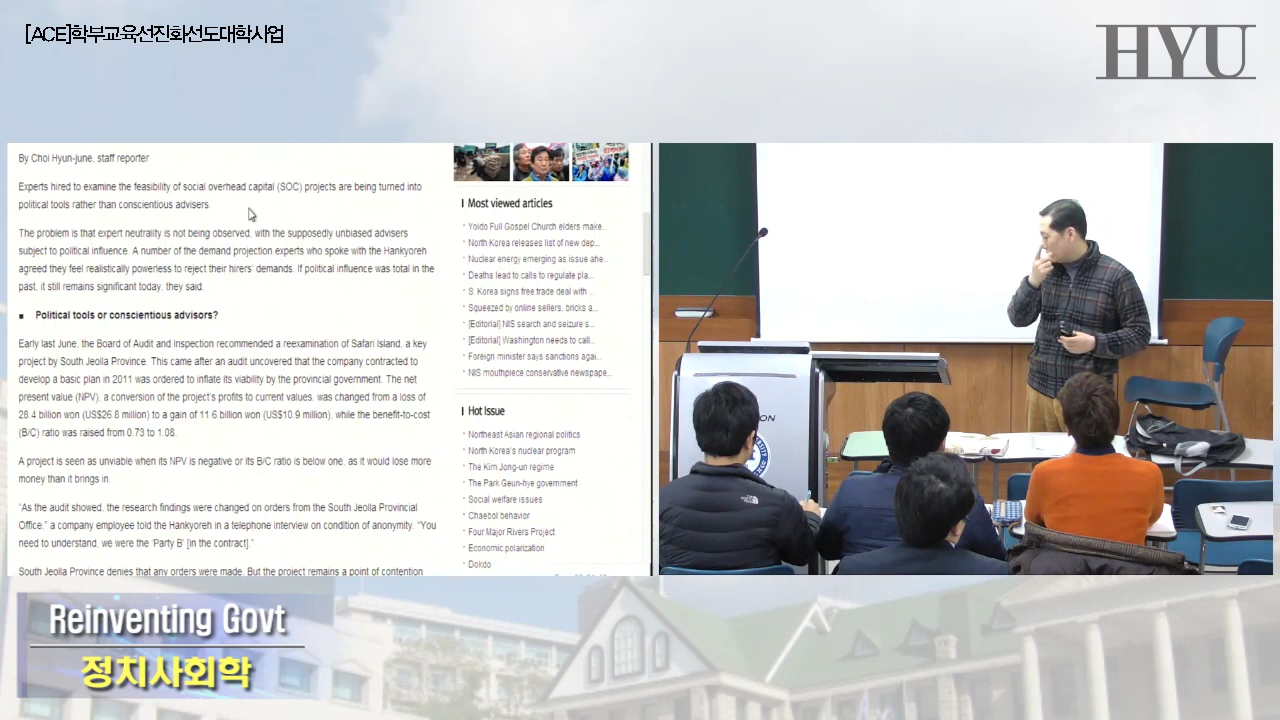 [ACE]학부교육선진화선도대학사업
HYU
By Choi Hyun-june, staff reporter
Experts hired to examine the feasibility of social overhead capital (SOC) projects are being turned into
political tools rather than conscientious advisers.
The problem is that expert neutrality is not being observed, with the supposedly unbiased advisers
subject to political influence. A number of the demand projection experts who spoke with the Hankyoreh
agreed they feel realistically powerless to reject their hirers' demands. If political influence was total in the
past, it still remains significant today, they said.
■ Political tools or conscientious advisors?
Early last June, the Board of Audit and Inspection recommended a reexamination of Safari Island, a key
project by South Jeolla Province. This came after an audit uncovered that the company contracted to
develop a basic plan in 2011 was ordered to inflate its viability by the provincial government. The net
present value (NPV), a conversion of the project's profits to current values, was changed from a loss of
28.4 billion won (US$26.8 million) to a gain of 11.6 billion won (US$10.9 million), while the benefit-to-cost
(B/C) ratio was raised from 0.73 to 1.08.
A project is seen as unviable when its NPV is negative or its B/C ratio is below one, as it would lose more
money than it brings in.
"As the audit showed, the research findings were changed on orders from the South Jeolla Provincial
Office," a company employee told the Hankyoreh in a telephone interview on condition of anonymity. "You
need to understand, we were the 'Party B' [in the contract]."
South Jeolla Province denies that any orders were made. But the project remains a point of contention
Most viewed articles
· Yoido Full Gospel Church elders make...
· North Korea releases list of new dep...
· Nuclear energy emerging as issue ahe...
· Deaths lead to calls to regulate pla...
· S. Korea signs free trade deal with ...
· Squeezed by online sellers, bricks a...
· [Editorial] NIS search and seizure s...
· [Editorial] Washington needs to call...
· Foreign minister says sanctions agai...
· NIS mouthpiece conservative newspape...
Hot Issue
· Northeast Asian regional politics
· North Korea's nuclear program
· The Kim Jong-un regime
· The Park Geun-hye government
· Social welfare issues
· Chaebol behavior
· Four Major Rivers Project
· Economic polarization
· Dokdo
Reinventing Govt
정치사회학